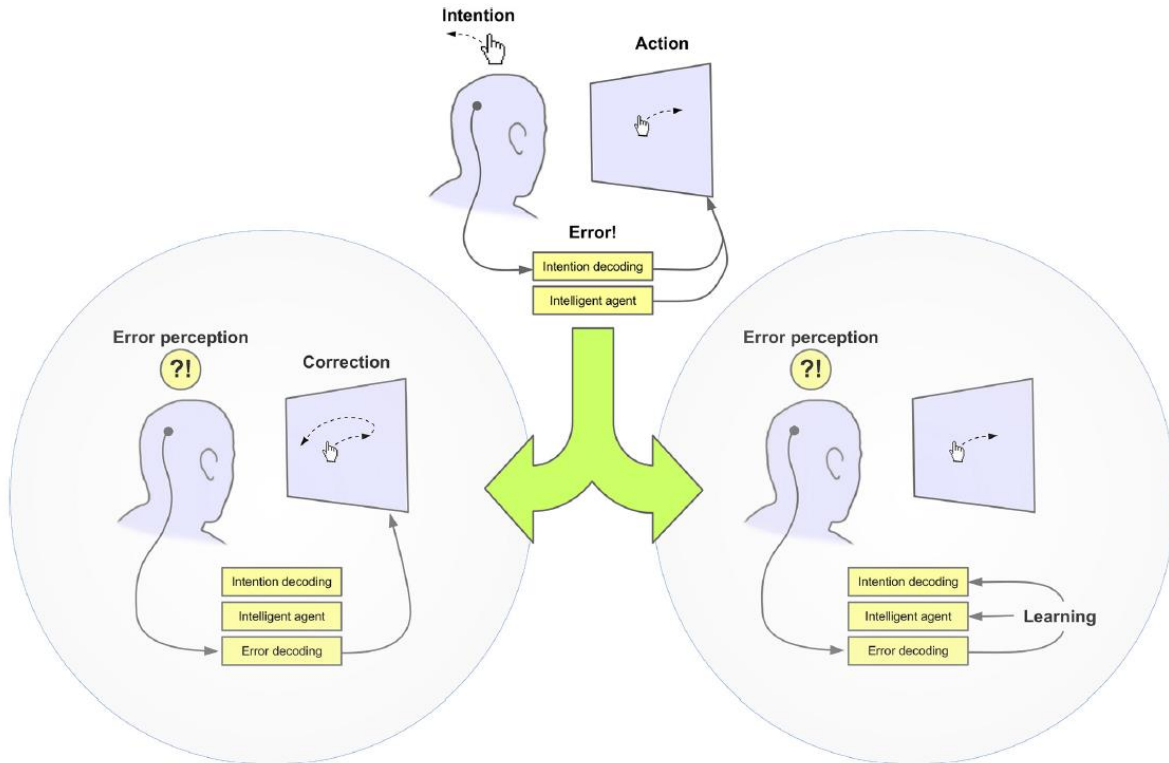 Intention
Action
Error!
Intention decoding
Intelligent agent
Error perception
?!
Correction
Intention decoding
Intelligent agent
Error decoding
Error perception
?!
Intention decoding
Intelligent agent
Learning
Error decoding